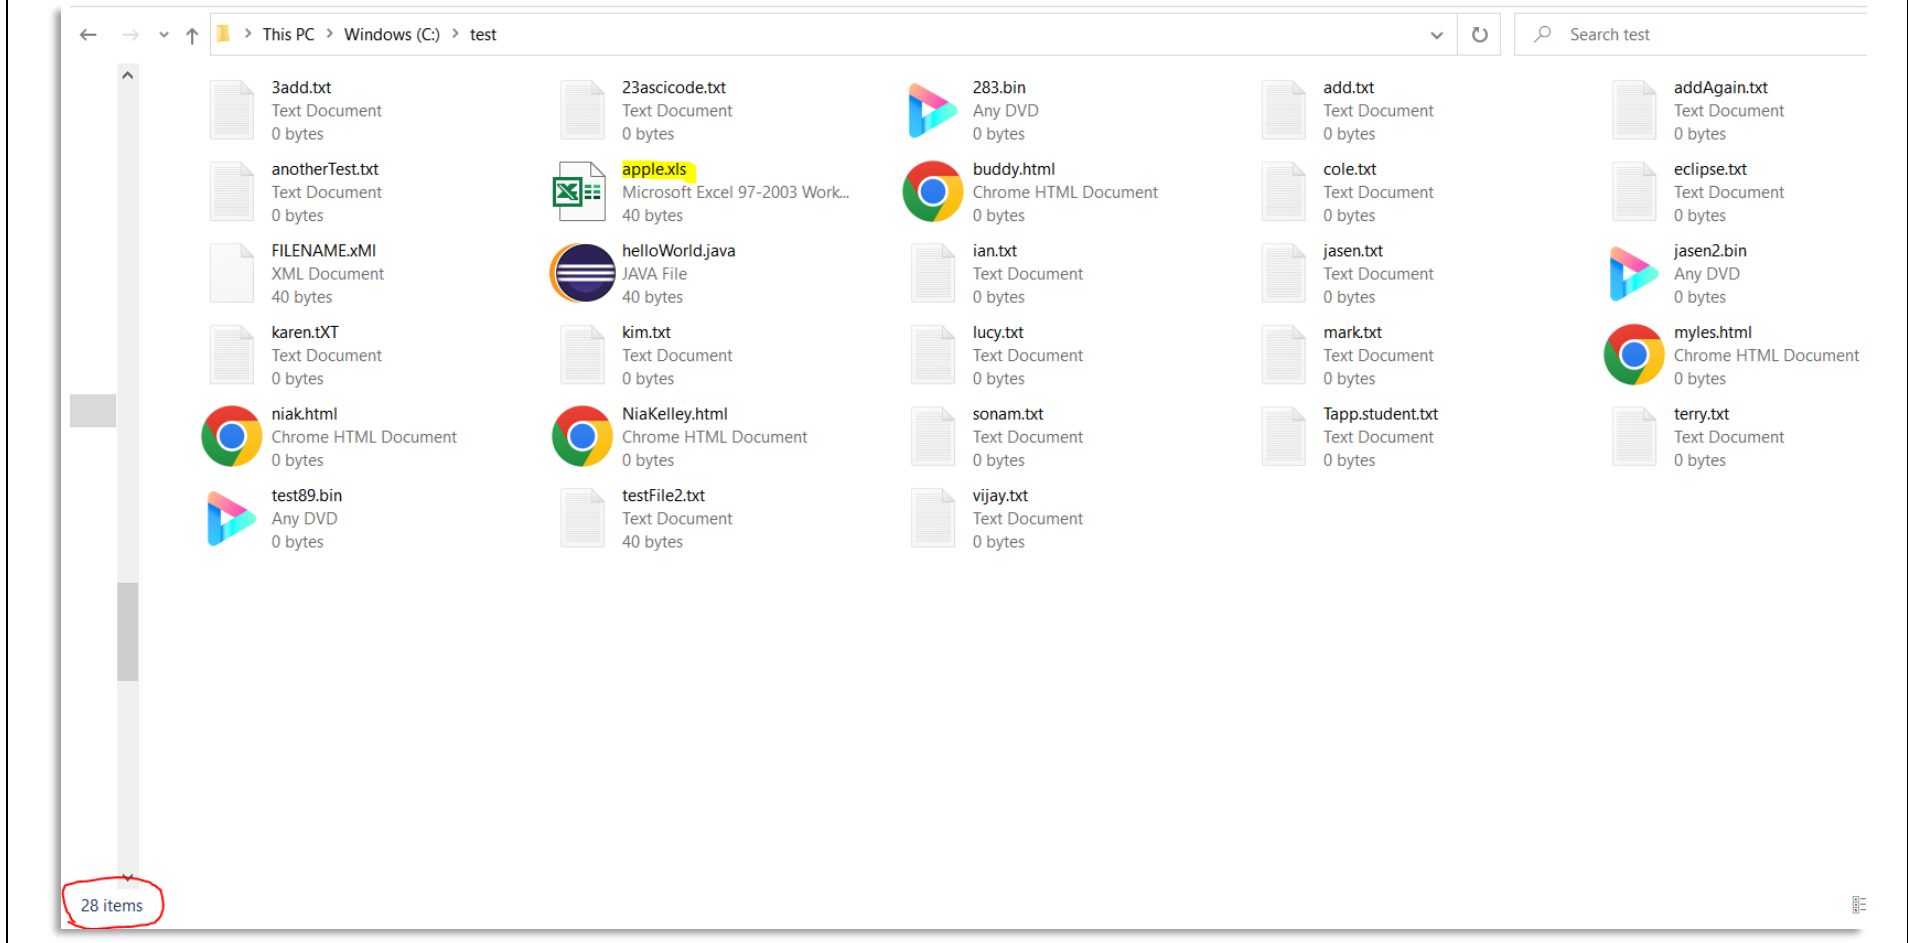 This PC > Windows (C:) > test
Search test
3add.txt
Text Document
0 bytes
23ascicode.txt
Text Document
0 bytes
283.bin
Any DVD
0 bytes
add.txt
Text Document
0 bytes
addAgain.txt
Text Document
0 bytes
anotherTest.txt
Text Document
0 bytes
apple.xls
Microsoft Excel 97-2003 Work...
40 bytes
buddy.html
Chrome HTML Document
0 bytes
cole.txt
Text Document
0 bytes
eclipse.txt
Text Document
0 bytes
FILENAME.xMl
XML Document
40 bytes
helloWorld.java
JAVA File
40 bytes
ian.txt
Text Document
0 bytes
jasen.txt
Text Document
0 bytes
jasen2.bin
Any DVD
0 bytes
karen.tXT
Text Document
0 bytes
kim.txt
Text Document
0 bytes
lucy.txt
Text Document
0 bytes
mark.txt
Text Document
0 bytes
myles.html
Chrome HTML Document
0 bytes
niak.html
Chrome HTML Document
0 bytes
NiaKelley.html
Chrome HTML Document
0 bytes
sonam.txt
Text Document
0 bytes
Tapp.student.txt
Text Document
0 bytes
terry.txt
Text Document
0 bytes
test89.bin
Any DVD
0 bytes
testFile2.txt
Text Document
40 bytes
vijay.txt
Text Document
0 bytes
28 items